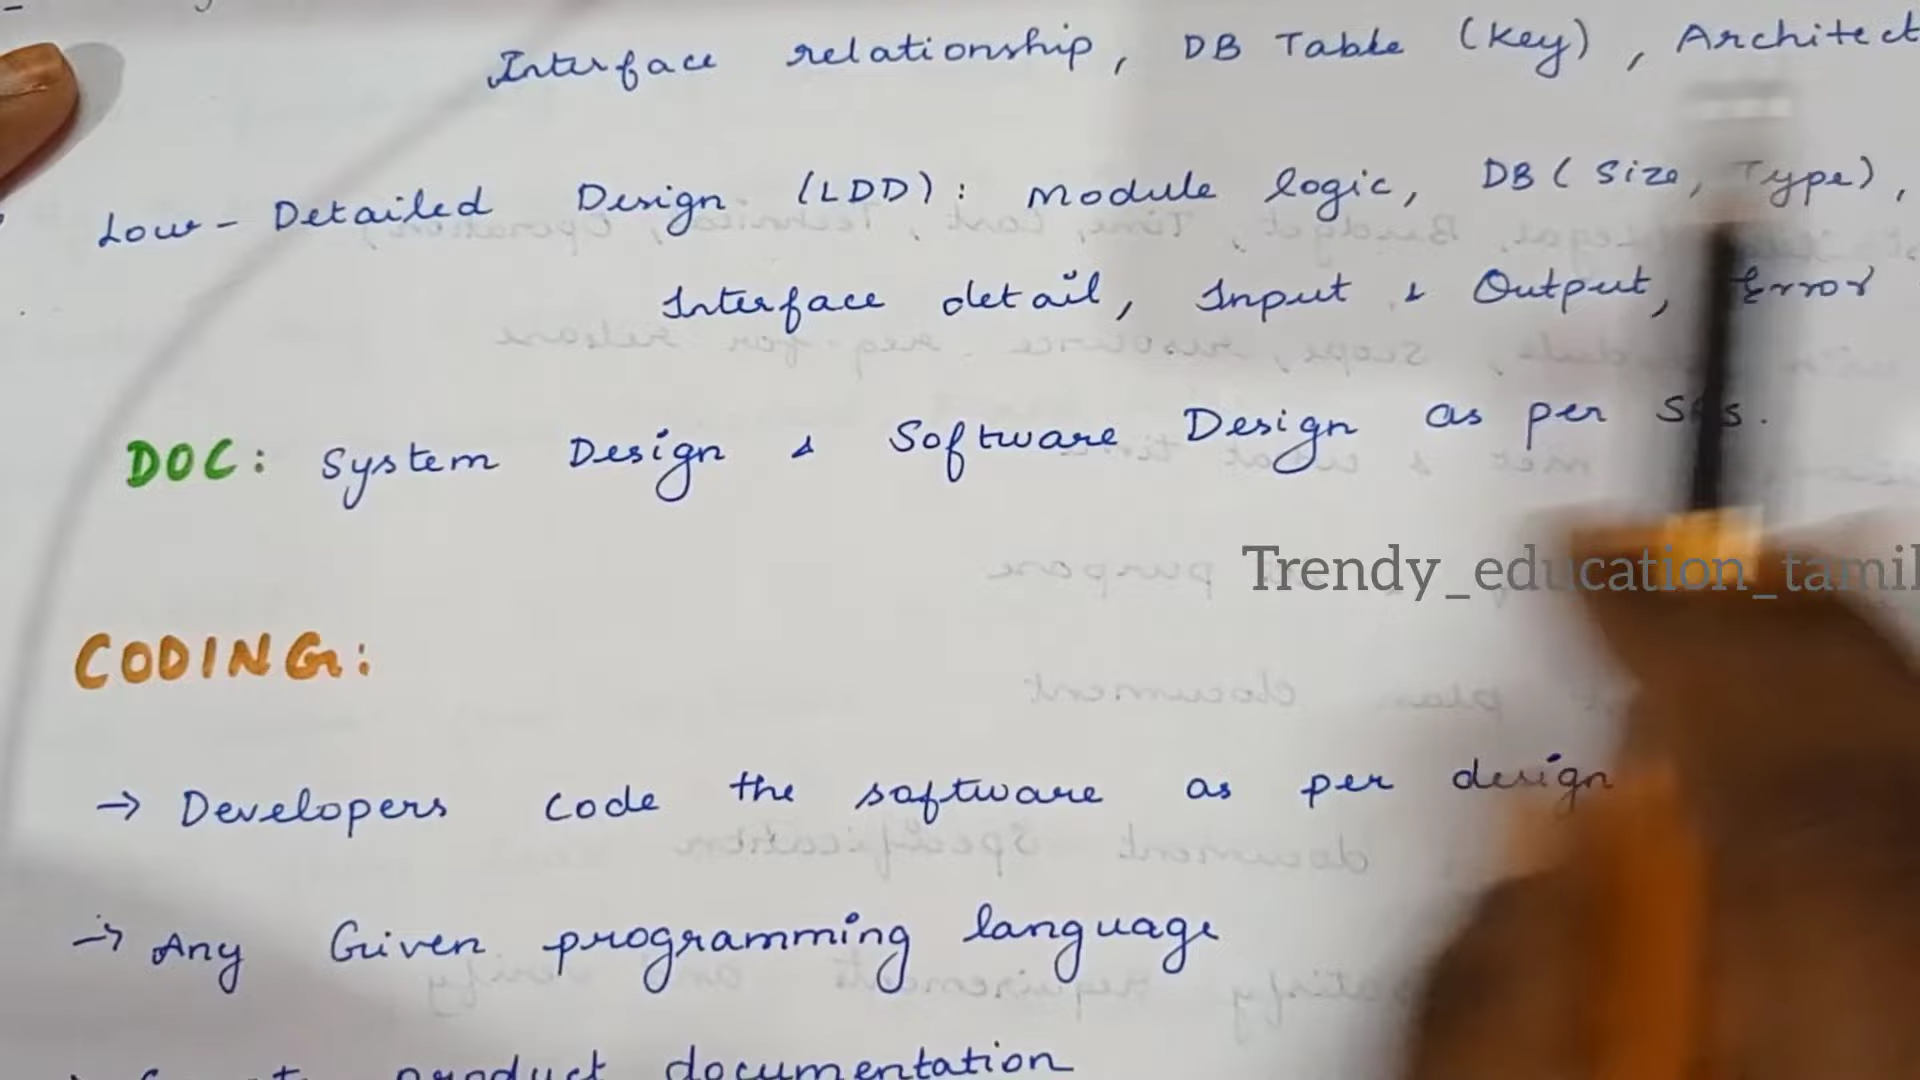 Interface relationship, DB Table (Key), Architect
Low - Detailed Design (LDD): Module logic, DB (Size, Type),
Interface detail, Input & Output, Error
DOC: System Design & Software Design as per SRS.
Trendy_education_tamil
CODING:
→ Developers code the software as per design
→ Any Given programming language
product documentation